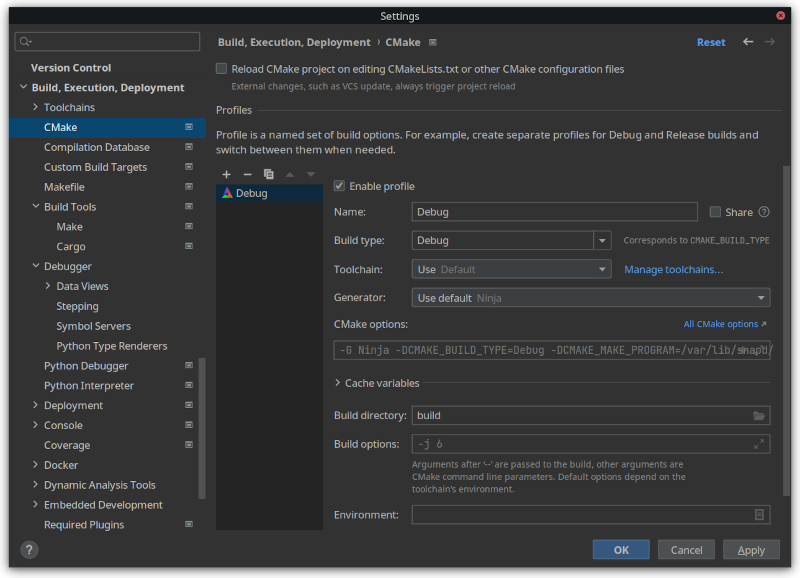 Settings
Build, Execution, Deployment › CMake
Reset
Version Control
Build, Execution, Deployment
Toolchains
CMake
Compilation Database
Custom Build Targets
Makefile
Build Tools
Make
Cargo
Debugger
Data Views
Stepping
Symbol Servers
Python Type Renderers
Python Debugger
Python Interpreter
Deployment
Console
Coverage
Docker
Dynamic Analysis Tools
Embedded Development
Required Plugins
Reload CMake project on editing CMakeLists.txt or other CMake configuration files
External changes, such as VCS update, always trigger project reload
Profiles
Profile is a named set of build options. For example, create separate profiles for Debug and Release builds and
switch between them when needed.
Debug
Enable profile
Name: Debug Share ?
Build type: Debug Corresponds to CMAKE_BUILD_TYPE
Toolchain: Use Default Manage toolchains...
Generator: Use default Ninja
CMake options: All CMake options ↗
-G Ninja -DCMAKE_BUILD_TYPE=Debug -DCMAKE_MAKE_PROGRAM=/var/lib/snapd/
Cache variables
Build directory: build
Build options: -j 6
Arguments after '--' are passed to the build, other arguments are
CMake command line parameters. Default options depend on the
toolchain's environment.
Environment:
?
OK Cancel Apply